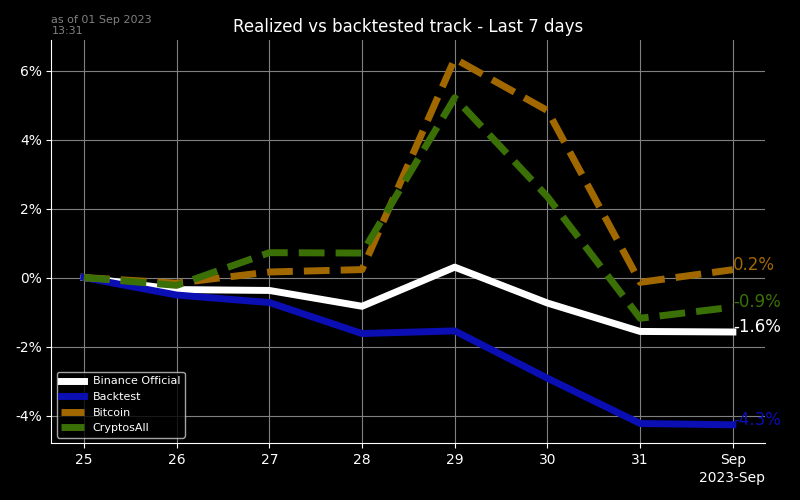 as of 01 Sep 2023
13:31
Realized vs backtested track - Last 7 days
6%
4%
2%
0%
-2%
-4%
0.2%
-0.9%
-1.6%
-4.3%
Binance Official
Backtest
Bitcoin
CryptosAll
25 26 27 28 29 30 31 Sep
2023-Sep